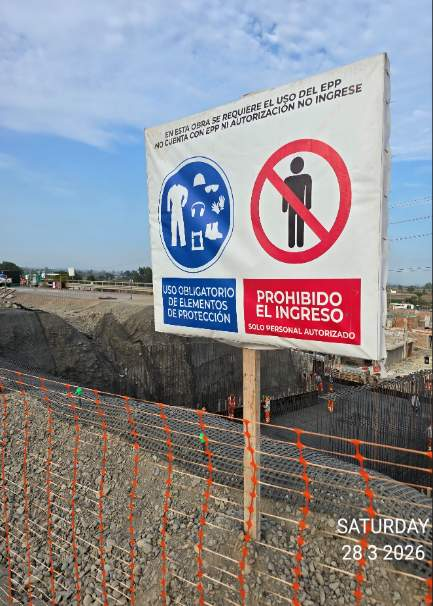 EN ESTA OBRA SE REQUIERE EL USO DEL EPP
NO CUENTA CON EPP NI AUTORIZACIÓN NO INGRESE
USO OBLIGATORIO
DE ELEMENTOS
DE PROTECCIÓN
PROHIBIDO
EL INGRESO
SOLO PERSONAL AUTORIZADO
SATURDAY
28 3 2026